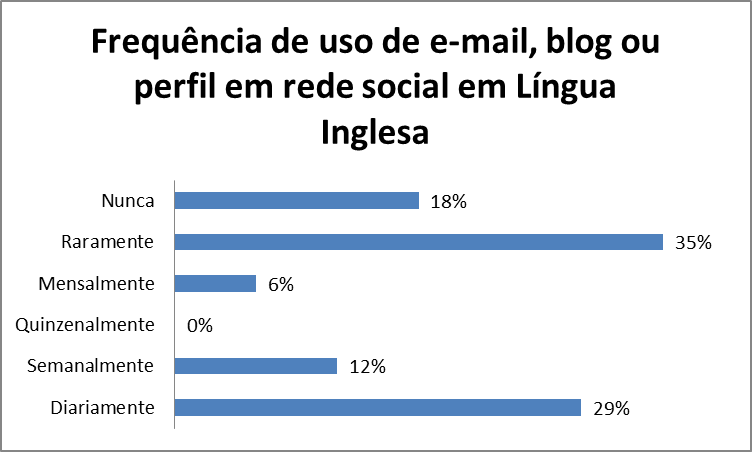 Frequência de uso de e-mail, blog ou
perfil em rede social em Língua
Inglesa
Nunca 18%
Raramente 35%
Mensalmente 6%
Quinzenalmente 0%
Semanalmente 12%
Diariamente 29%